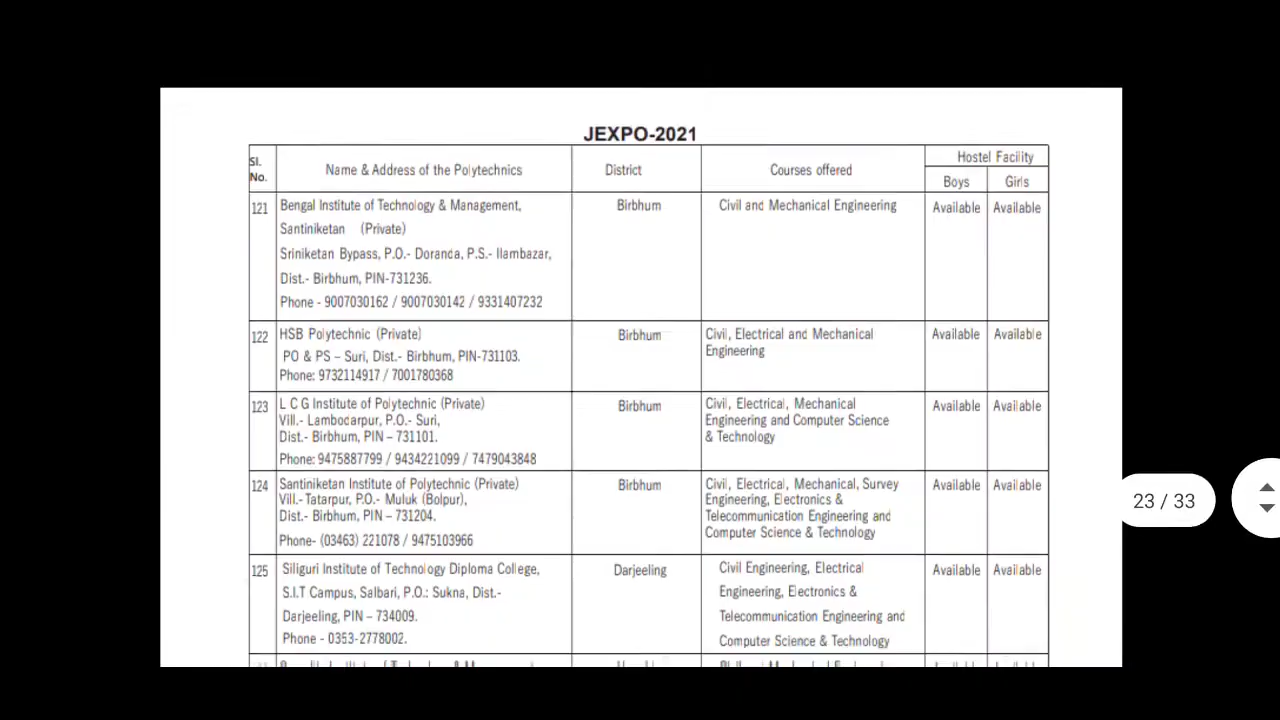 JEXPO-2021
Sl. No.
Name & Address of the Polytechnics
District
Courses offered
Hostel Facility
Boys
Girls
121
Bengal Institute of Technology & Management,
Santiniketan (Private)
Sriniketan Bypass, P.O.- Doranda, P.S.- Ilambazar,
Dist.- Birbhum, PIN-731236.
Phone - 9007030162 / 9007030142 / 9331407232
Birbhum
Civil and Mechanical Engineering
Available
Available
122
HSB Polytechnic (Private)
PO & PS – Suri, Dist.- Birbhum, PIN-731103.
Phone: 9732114917 / 7001780368
Birbhum
Civil, Electrical and Mechanical
Engineering
Available
Available
123
L C G Institute of Polytechnic (Private)
Vill.- Lambodarpur, P.O.- Suri,
Dist.- Birbhum, PIN – 731101.
Phone: 9475887799 / 9434221099 / 7479043848
Birbhum
Civil, Electrical, Mechanical
Engineering and Computer Science
& Technology
Available
Available
124
Santiniketan Institute of Polytechnic (Private)
Vill.- Tatarpur, P.O.- Muluk (Bolpur),
Dist.- Birbhum, PIN – 731204.
Phone- (03463) 221078 / 9475103966
Birbhum
Civil, Electrical, Mechanical, Survey
Engineering, Electronics &
Telecommunication Engineering and
Computer Science & Technology
Available
Available
125
Siliguri Institute of Technology Diploma College,
S.I.T Campus, Salbari, P.O.: Sukna, Dist.-
Darjeeling, PIN – 734009.
Phone - 0353-2778002.
Darjeeling
Civil Engineering, Electrical
Engineering, Electronics &
Telecommunication Engineering and
Computer Science & Technology
Available
Available
23 / 33